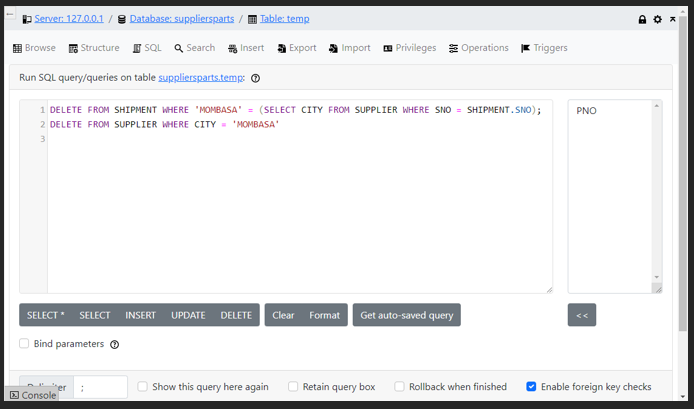 Server: 127.0.0.1 / Database: suppliersparts / Table: temp
Browse Structure SQL Search Insert Export Import Privileges Operations Triggers
Run SQL query/queries on table suppliersparts.temp:
1 DELETE FROM SHIPMENT WHERE 'MOMBASA' = (SELECT CITY FROM SUPPLIER WHERE SNO = SHIPMENT.SNO);
2 DELETE FROM SUPPLIER WHERE CITY = 'MOMBASA'
3
PNO
SELECT * SELECT INSERT UPDATE DELETE Clear Format Get auto-saved query <<
Bind parameters
; Show this query here again Retain query box Rollback when finished Enable foreign key checks
Console